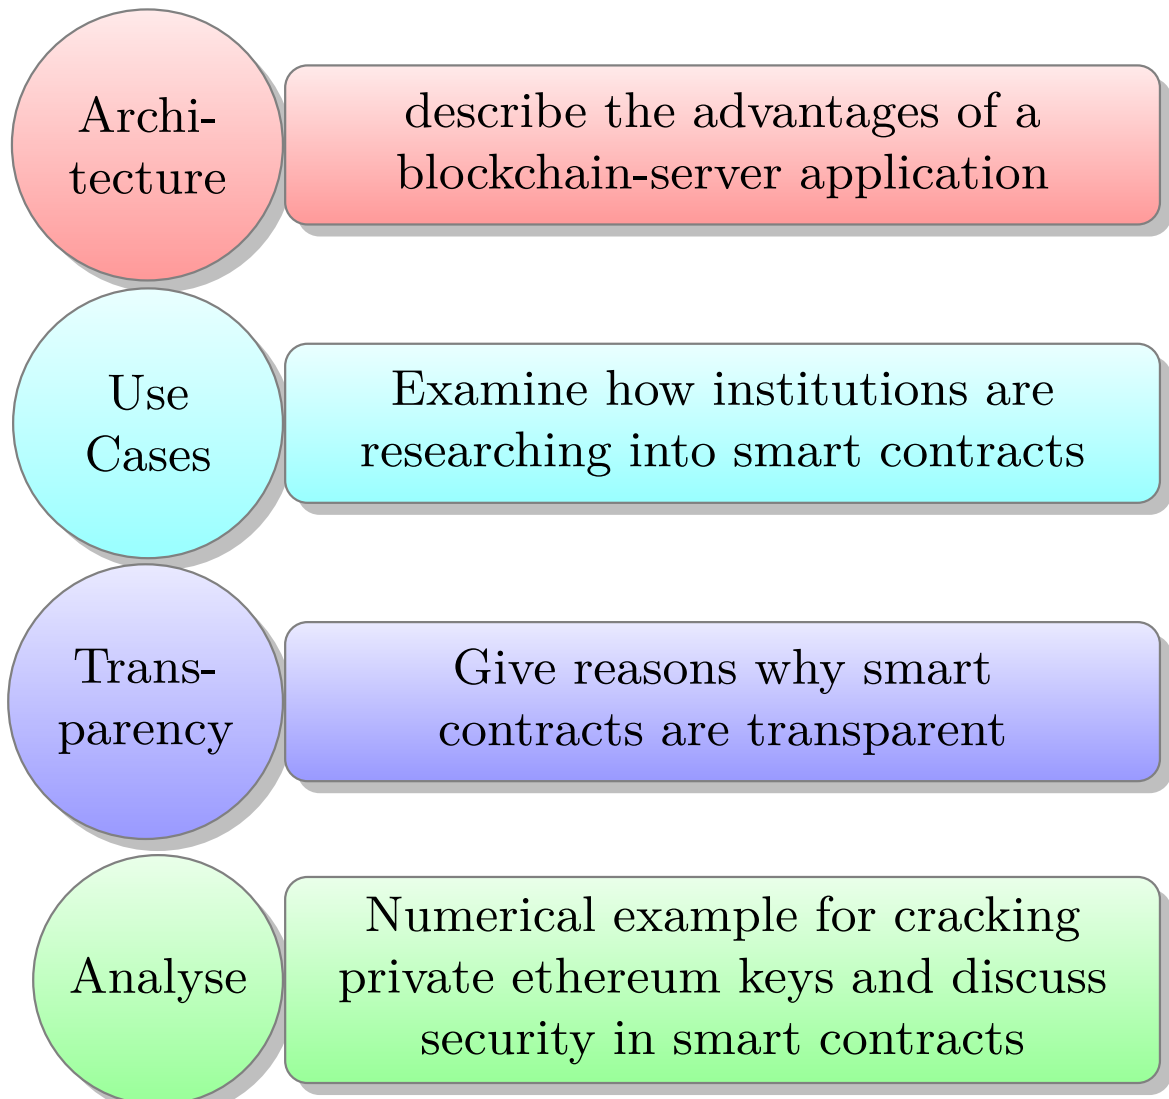 Archi-
tecture
describe the advantages of a
blockchain-server application
Use
Cases
Examine how institutions are
researching into smart contracts
Trans-
parency
Give reasons why smart
contracts are transparent
Analyse
Numerical example for cracking
private ethereum keys and discuss
security in smart contracts